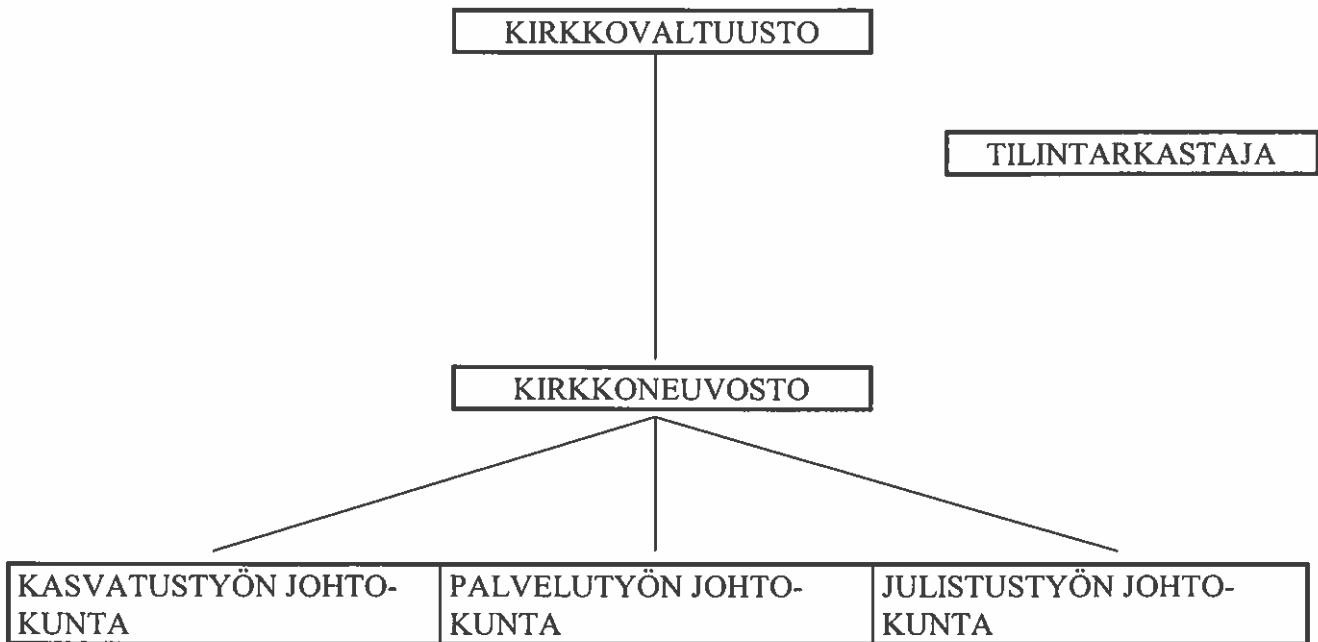 KIRKKOVALTUUSTO
TILINTARKASTAJA
KIRKKONEUVOSTO
KASVATUSTYÖN JOHTO-
KUNTA
PALVELUTYÖN JOHTO-
KUNTA
JULISTUSTYÖN JOHTO-
KUNTA